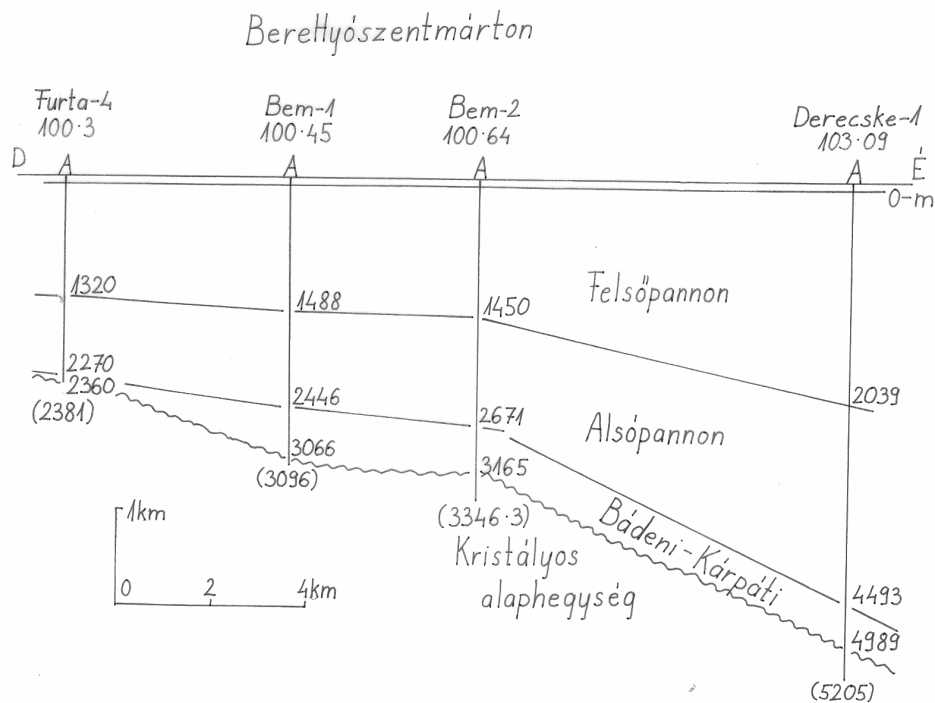 Berettyószentmárton
Furta-4
100·3
Bem-1
100·45
Bem-2
100·64
Derecske-1
103·09
D
A
A
A
A
É
0-m
1320
1488
1450
Felsőpannon
2039
2270
2360
(2381)
2446
2671
Alsópannon
3066
(3096)
3165
(3346·3)
Bádeni-Kárpáti
Kristályos
alaphegység
4493
4989
(5205)
1km
0 2 4km